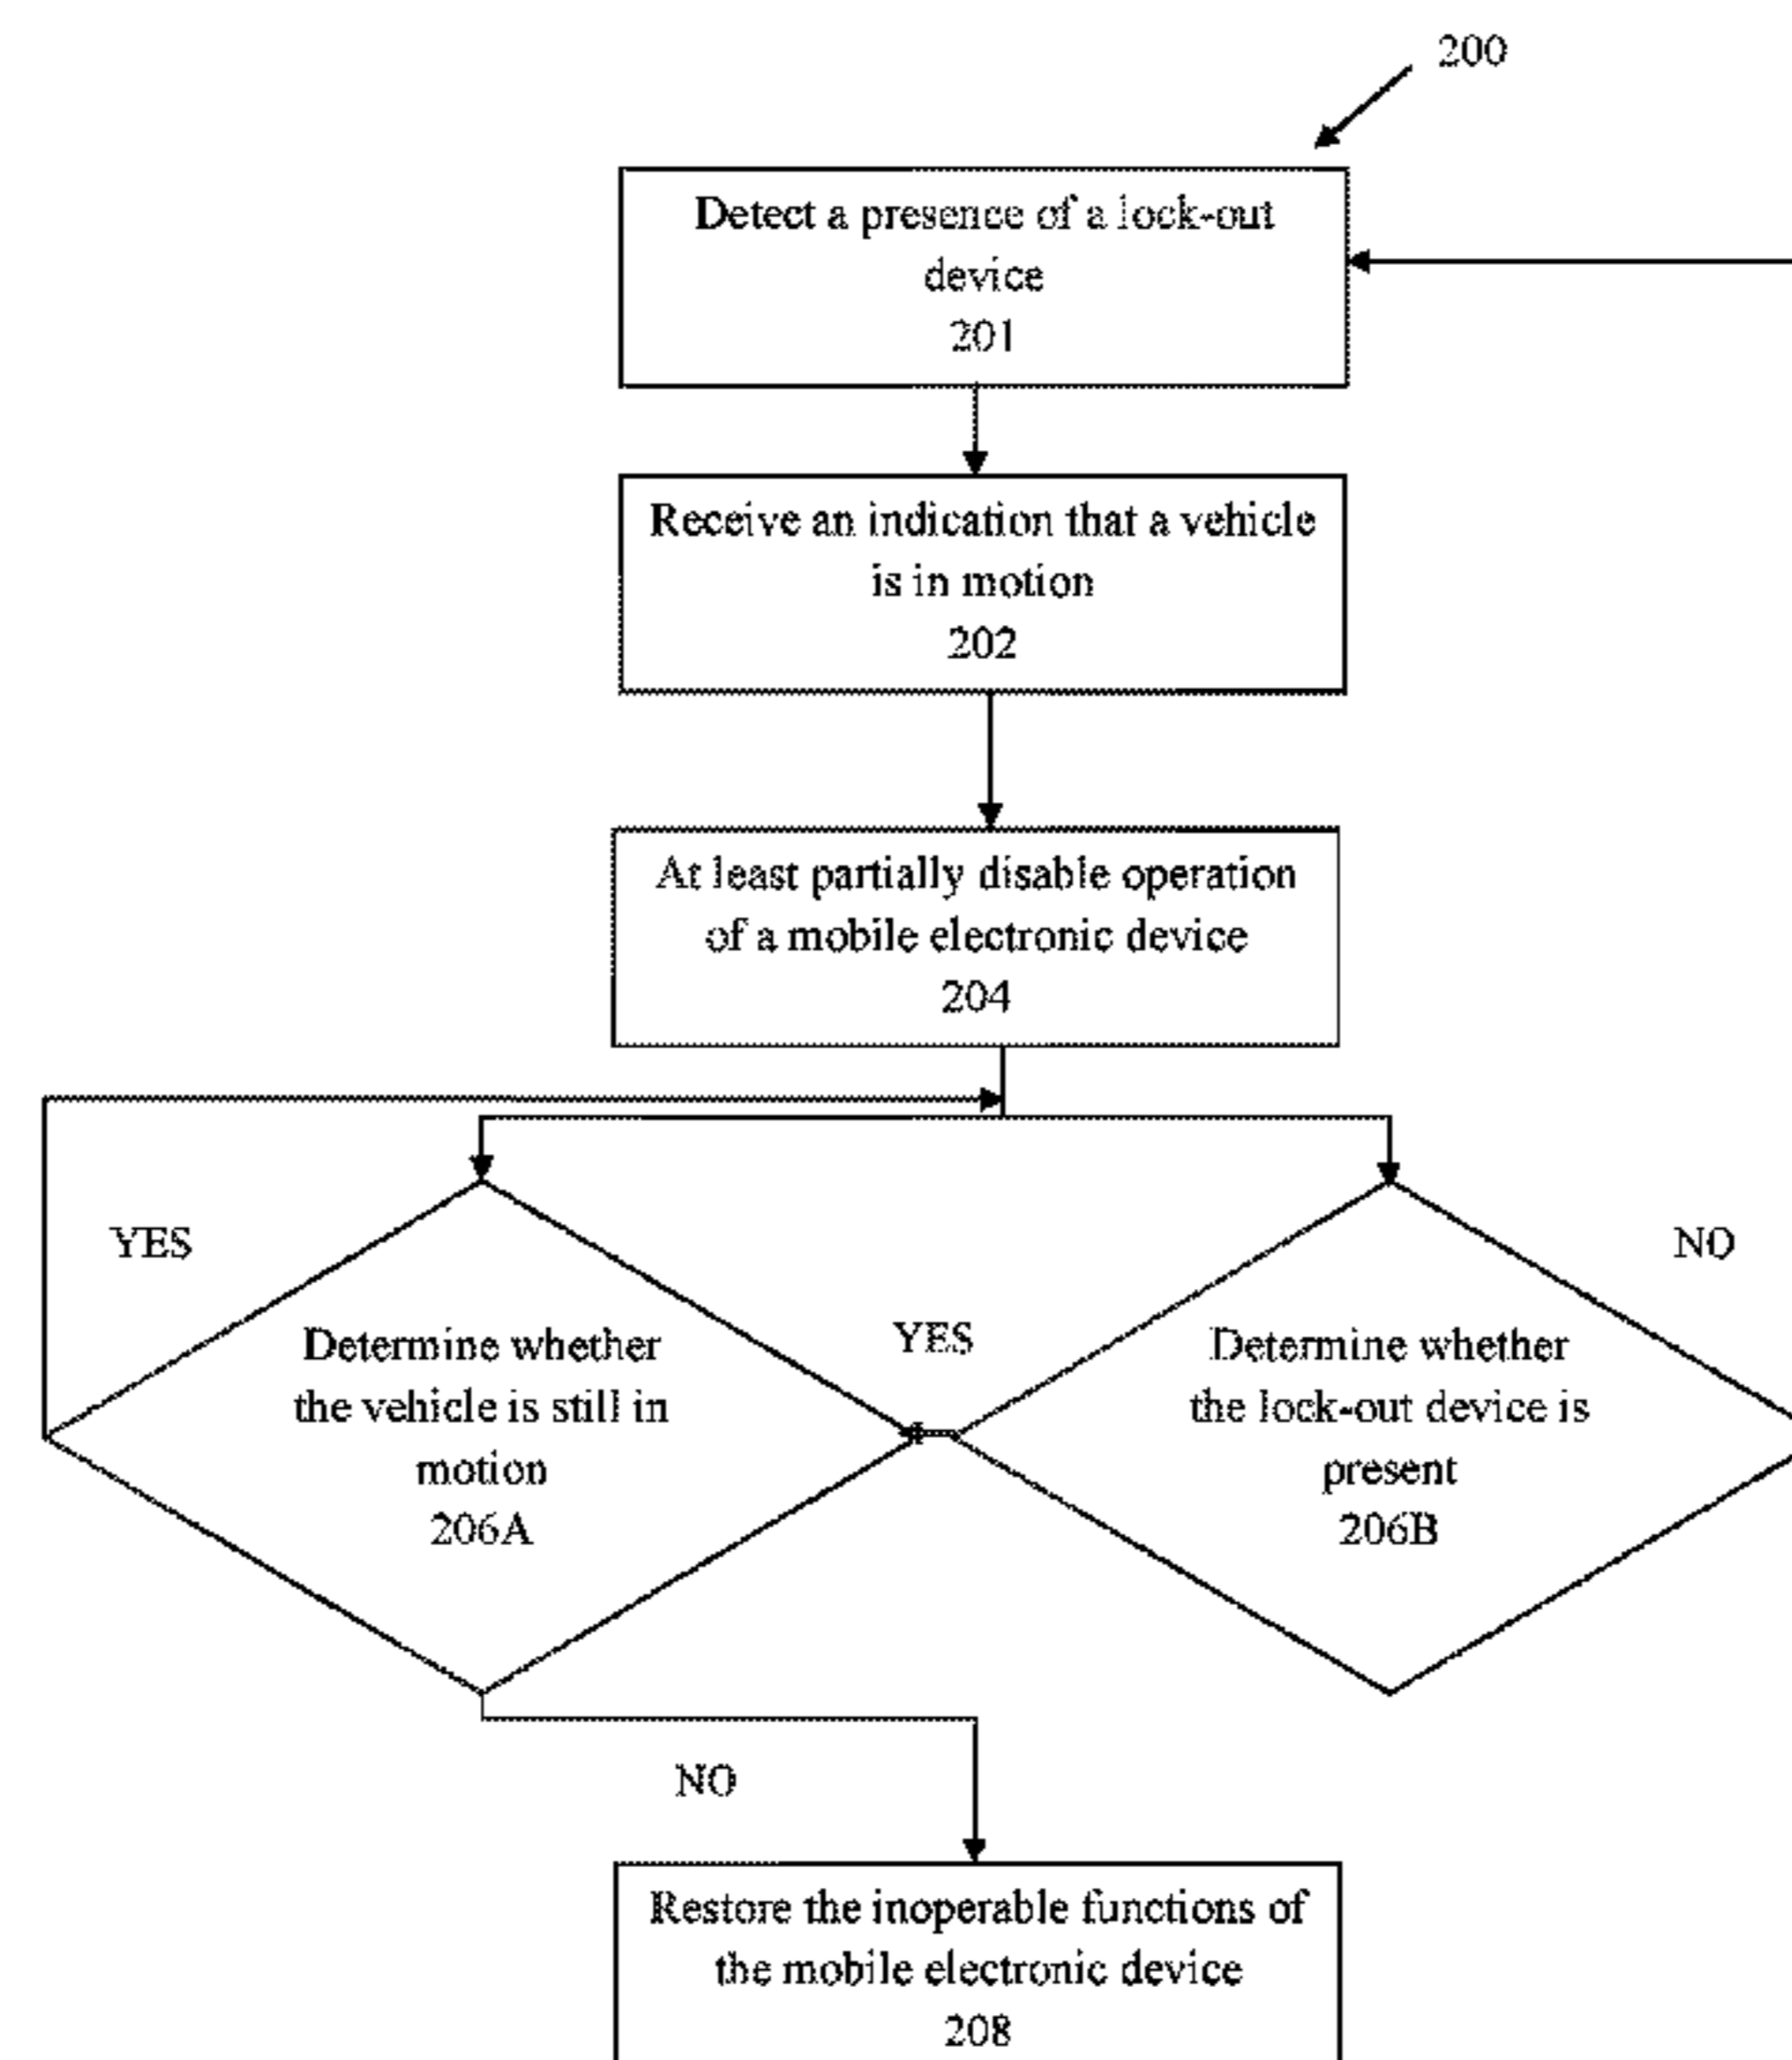 200
Detect a presence of a lock-out
device
201
Receive an indication that a vehicle
is in motion
202
At least partially disable operation
of a mobile electronic device
204
YES
NO
YES
Determine whether
the vehicle is still in
motion
206A
Determine whether
the lock-out device is
present
206B
NO
Restore the inoperable functions of
the mobile electronic device
208